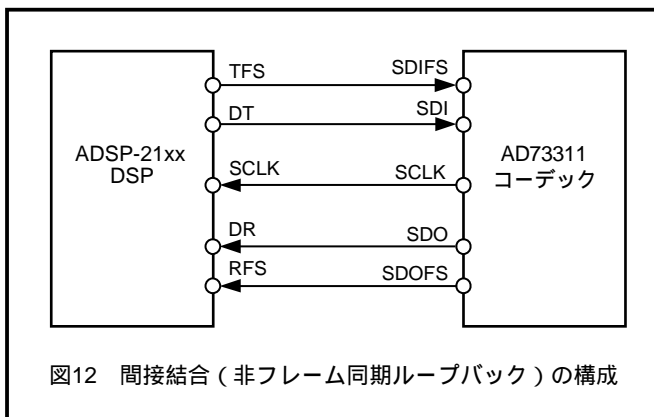 TFS SDIFS
DT SDI
ADSP-21xx
DSP
AD73311
コーデック
SCLK SCLK
DR SDO
RFS SDOFS
図12 間接結合（非フレーム同期ループバック）の構成